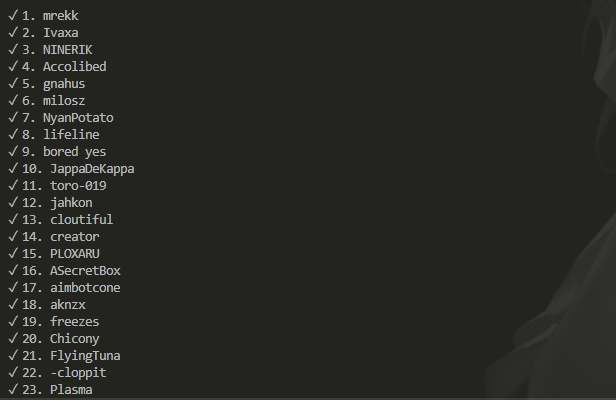 ✓ 1. mrekk
✓ 2. Ivaxa
✓ 3. NINERIK
✓ 4. Accolibed
✓ 5. gnahus
✓ 6. milosz
✓ 7. NyanPotato
✓ 8. lifeline
✓ 9. bored yes
✓ 10. JappaDeKappa
✓ 11. toro-019
✓ 12. jahkon
✓ 13. cloutiful
✓ 14. creator
✓ 15. PLOXARU
✓ 16. ASecretBox
✓ 17. aimbotcone
✓ 18. aknzx
✓ 19. freezes
✓ 20. Chicony
✓ 21. FlyingTuna
✓ 22. -cloppit
✓ 23. Plasma